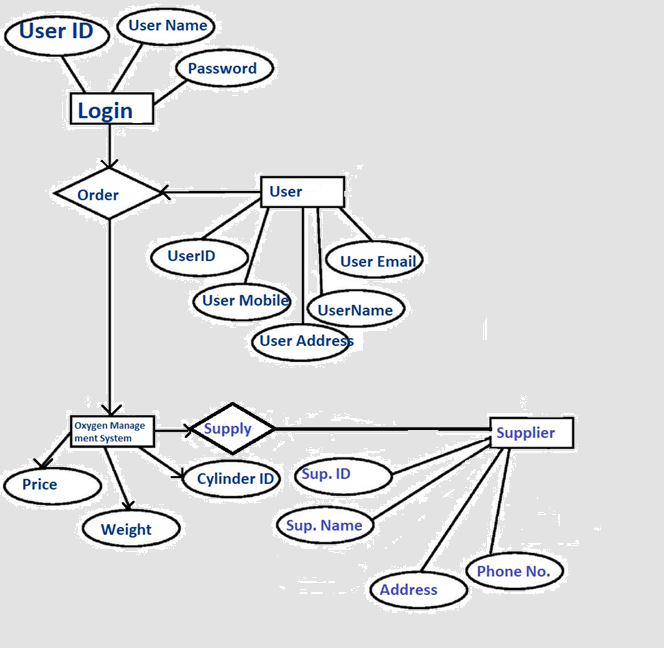 User ID
User Name
Password
Login
Order
User
UserID
User Email
User Mobile
UserName
User Address
Oxygen Manage
ment System
Supply
Supplier
Price
Cylinder ID
Sup. ID
Weight
Sup. Name
Phone No.
Address